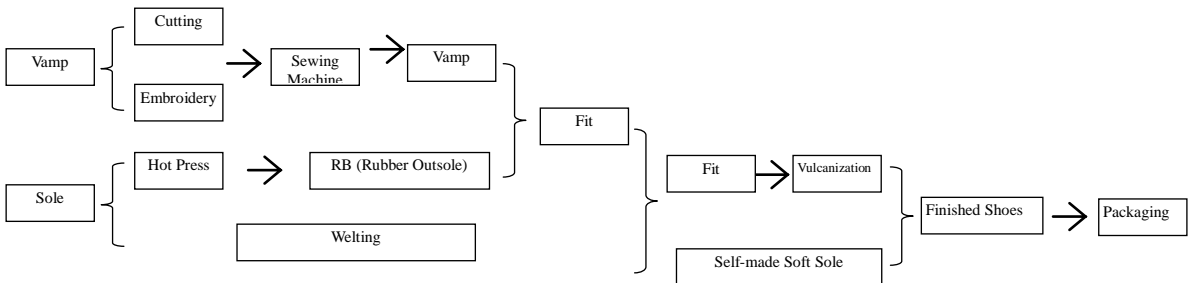 Cutting
Vamp
Sewing
Machine
Vamp
Embroidery
Fit
Hot Press
RB (Rubber Outsole)
Fit
Vulcanization
Sole
Finished Shoes
Packaging
Welting
Self-made Soft Sole